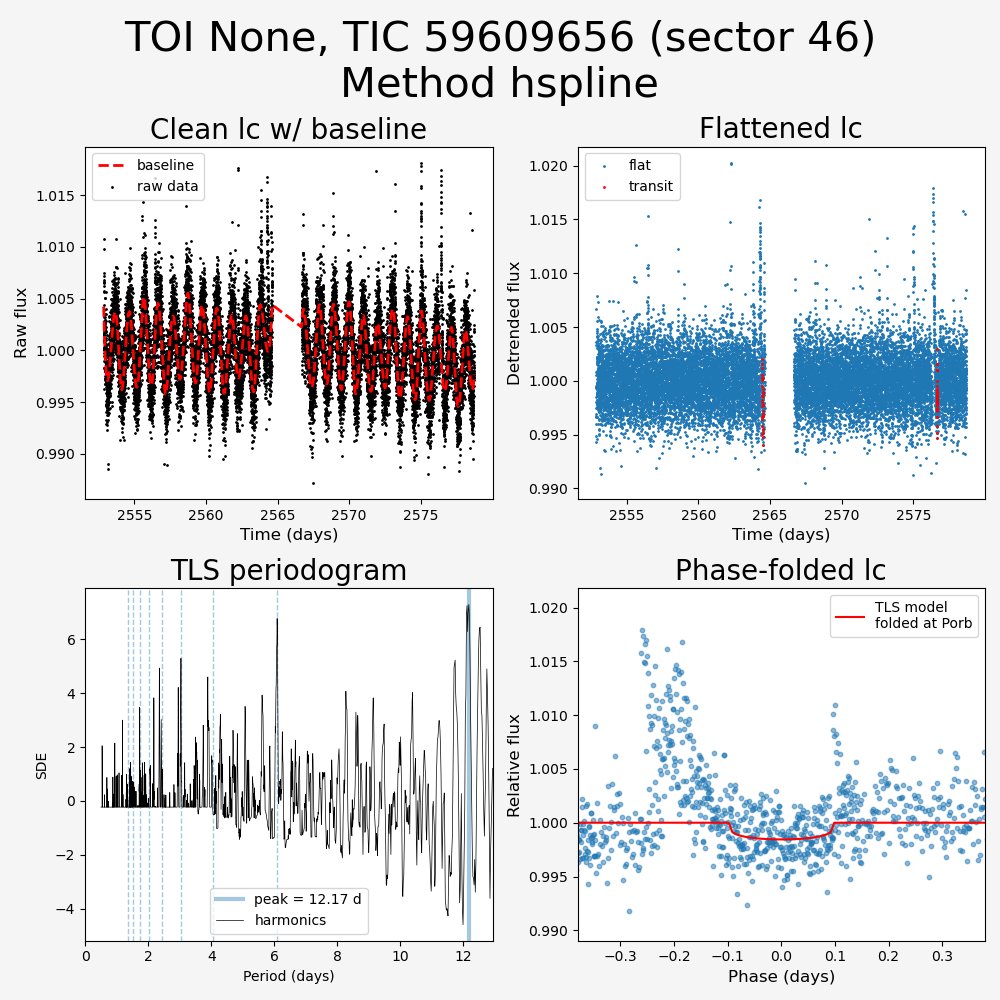 TOI None, TIC 59609656 (sector 46)
Method hspline
Clean lc w/ baseline
baseline
raw data
Raw flux
1.015
1.010
1.005
1.000
0.995
0.990
2555
2560
2565
2570
2575
Time (days)
Flattened lc
flat
transit
Detrended flux
1.020
1.015
1.010
1.005
1.000
0.995
0.990
2555
2560
2565
2570
2575
Time (days)
TLS periodogram
SDE
6
4
2
0
−2
−4
peak = 12.17 d
harmonics
0
2
4
6
8
10
12
Period (days)
Phase-folded lc
TLS model
folded at Porb
Relative flux
1.020
1.015
1.010
1.005
1.000
0.995
0.990
−0.3
−0.2
−0.1
0.0
0.1
0.2
0.3
Phase (days)